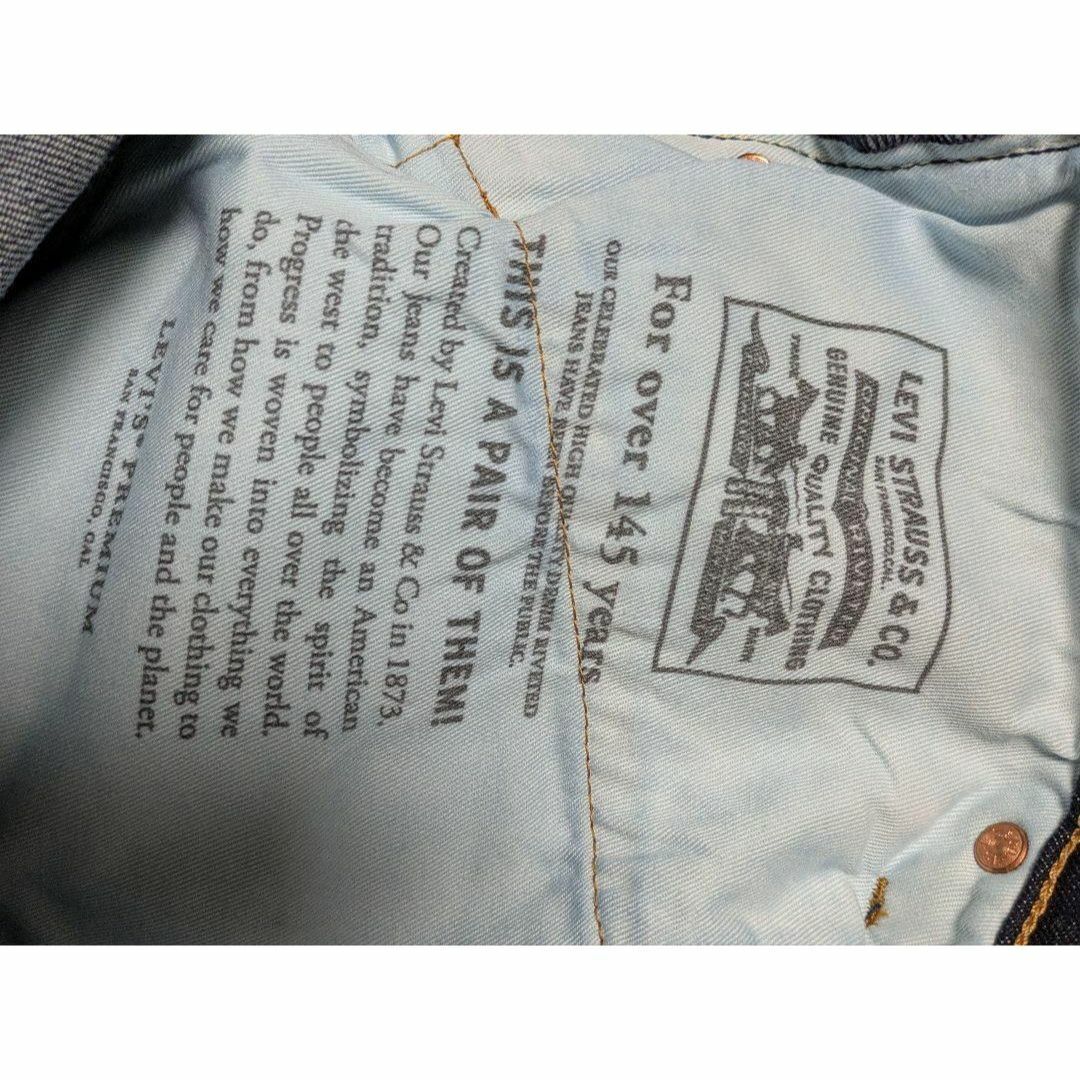 LEVI STRAUSS & CO.
SAN FRANCISCO, CAL.
GENUINE QUALITY CLOTHING
TRADE MARK
For over 145 years
OUR CELEBRATED HIGH QUALITY DENIM RIVETED
JEANS HAVE BEEN BEFORE THE PUBLIC.
THIS IS A PAIR OF THEM!
Created by Levi Strauss & Co in 1873.
Our jeans have become an American
tradition, symbolizing the spirit of
the west to people all over the world.
Progress is woven into everything we
do, from how we make our clothing to
how we care for people and the planet.
LEVI'S® PREMIUM
SAN FRANCISCO, CAL